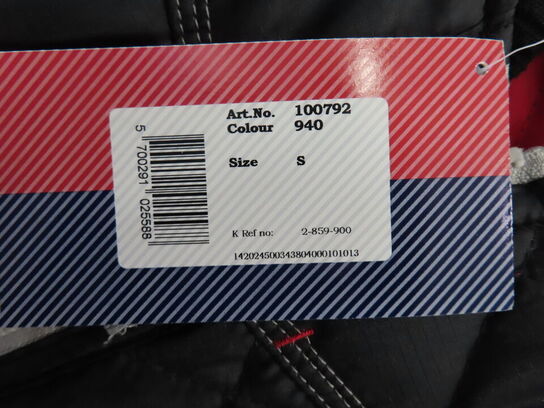 Art.No. 100792
Colour 940
Size S
K Ref no: 2-859-900
14202450034380400010101​3
5 700291 025588